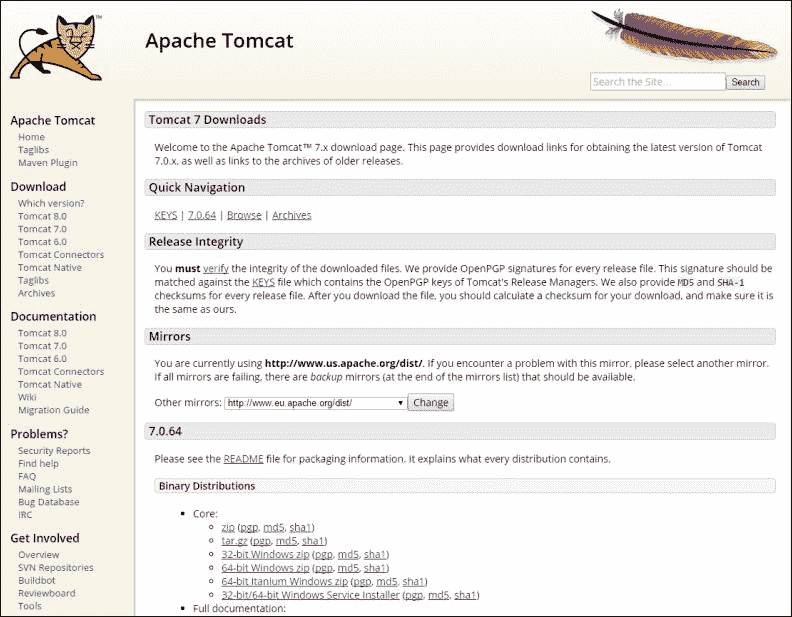 TM
Apache Tomcat
Search the Site...
Search
Apache Tomcat
Home
Taglibs
Maven Plugin
Download
Which version?
Tomcat 8.0
Tomcat 7.0
Tomcat 6.0
Tomcat Connectors
Tomcat Native
Taglibs
Archives
Documentation
Tomcat 8.0
Tomcat 7.0
Tomcat 6.0
Tomcat Connectors
Tomcat Native
Wiki
Migration Guide
Problems?
Security Reports
Find help
FAQ
Mailing Lists
Bug Database
IRC
Get Involved
Overview
SVN Repositories
Buildbot
Reviewboard
Tools
Tomcat 7 Downloads
Welcome to the Apache Tomcat™ 7.x download page. This page provides download links for obtaining the latest version of Tomcat
7.0.x, as well as links to the archives of older releases.
Quick Navigation
KEYS | 7.0.64 | Browse | Archives
Release Integrity
You must verify the integrity of the downloaded files. We provide OpenPGP signatures for every release file. This signature should be
matched against the KEYS file which contains the OpenPGP keys of Tomcat's Release Managers. We also provide MD5 and SHA-1
checksums for every release file. After you download the file, you should calculate a checksum for your download, and make sure it is
the same as ours.
Mirrors
You are currently using http://www.us.apache.org/dist/. If you encounter a problem with this mirror, please select another mirror.
If all mirrors are failing, there are backup mirrors (at the end of the mirrors list) that should be available.
Other mirrors: http://www.eu.apache.org/dist/ Change
7.0.64
Please see the README file for packaging information. It explains what every distribution contains.
Binary Distributions
• Core:
zip (pgp, md5, sha1)
tar.gz (pgp, md5, sha1)
32-bit Windows zip (pgp, md5, sha1)
64-bit Windows zip (pgp, md5, sha1)
64-bit Itanium Windows zip (pgp, md5, sha1)
32-bit/64-bit Windows Service Installer (pgp, md5, sha1)
• Full documentation: